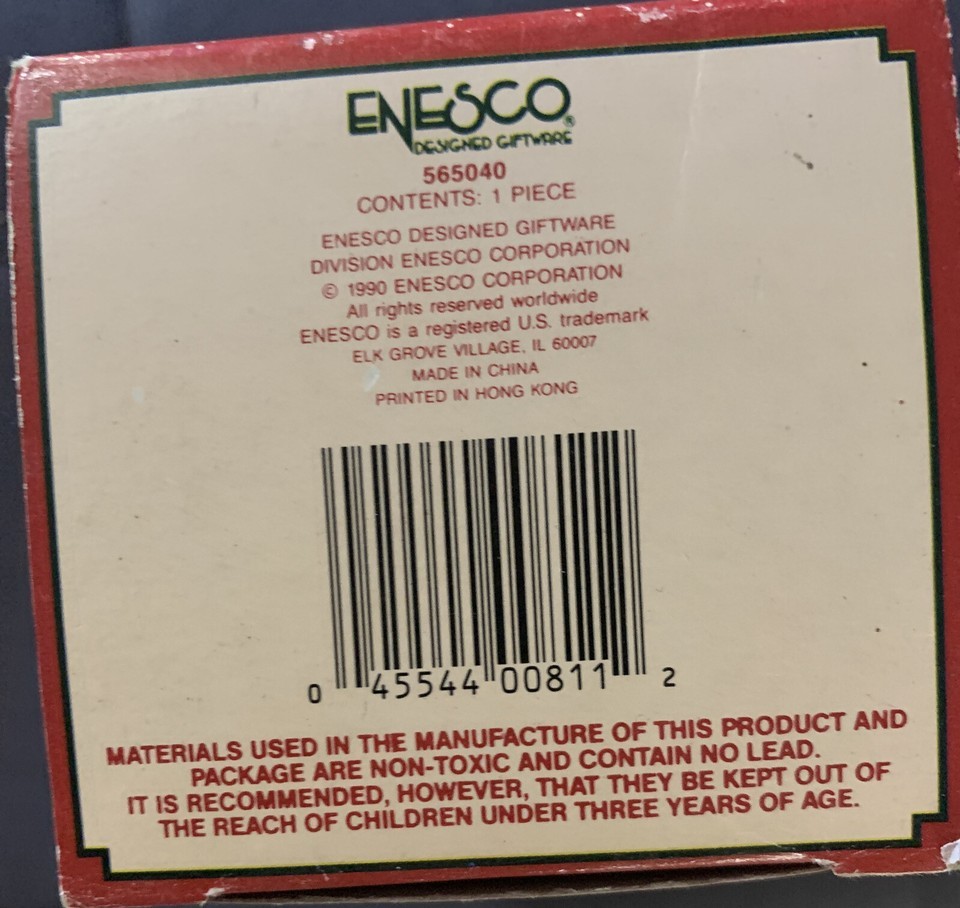 ENESCO®
DESIGNED GIFTWARE
565040
CONTENTS: 1 PIECE
ENESCO DESIGNED GIFTWARE
DIVISION ENESCO CORPORATION
© 1990 ENESCO CORPORATION
All rights reserved worldwide
ENESCO is a registered U.S. trademark
ELK GROVE VILLAGE, IL 60007
MADE IN CHINA
PRINTED IN HONG KONG
0 45544 00811 2
MATERIALS USED IN THE MANUFACTURE OF THIS PRODUCT AND
PACKAGE ARE NON-TOXIC AND CONTAIN NO LEAD.
IT IS RECOMMENDED, HOWEVER, THAT THEY BE KEPT OUT OF
THE REACH OF CHILDREN UNDER THREE YEARS OF AGE.